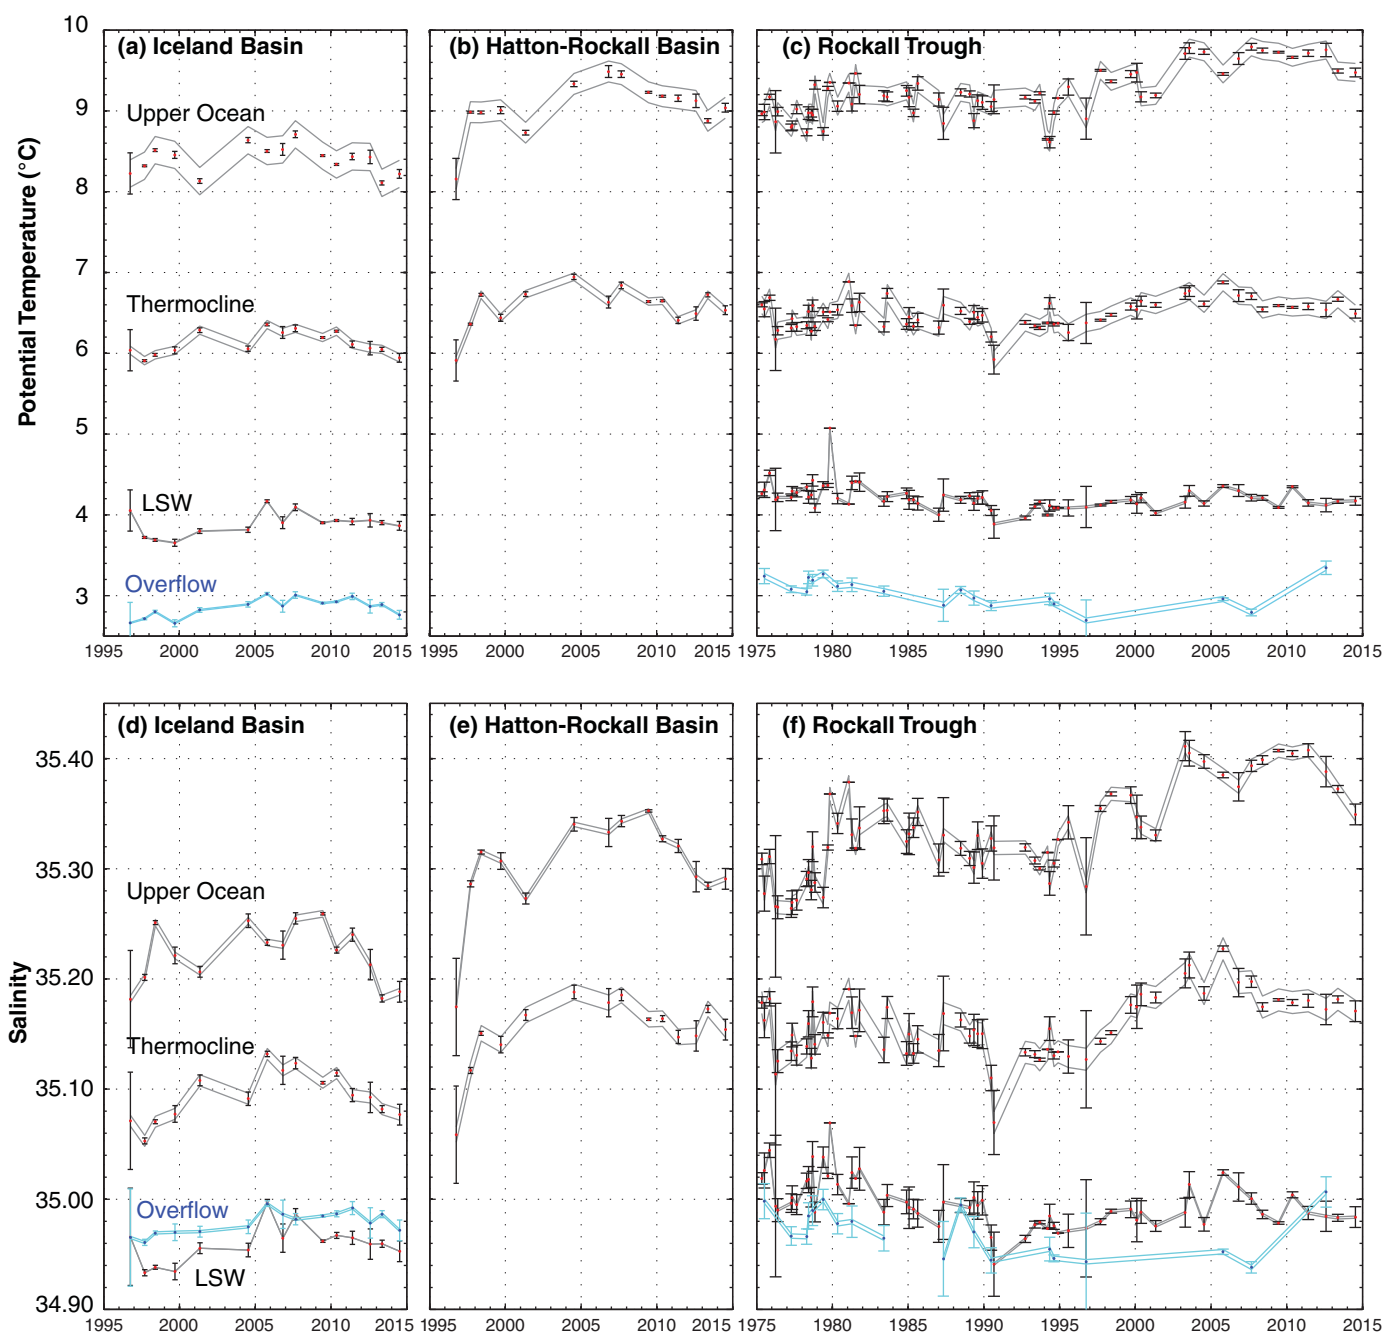 (a) Iceland Basin
(b) Hatton-Rockall Basin
(c) Rockall Trough
Potential Temperature (°C)
10
9
8
7
6
5
4
3
Upper Ocean
Thermocline
LSW
Overflow
1995 2000 2005 2010 2015
1995 2000 2005 2010 2015
1975 1980 1985 1990 1995 2000 2005 2010 2015
(d) Iceland Basin
(e) Hatton-Rockall Basin
(f) Rockall Trough
Salinity
35.40
35.30
35.20
35.10
35.00
34.90
Upper Ocean
Thermocline
Overflow
LSW
1995 2000 2005 2010 2015
1995 2000 2005 2010 2015
1975 1980 1985 1990 1995 2000 2005 2010 2015